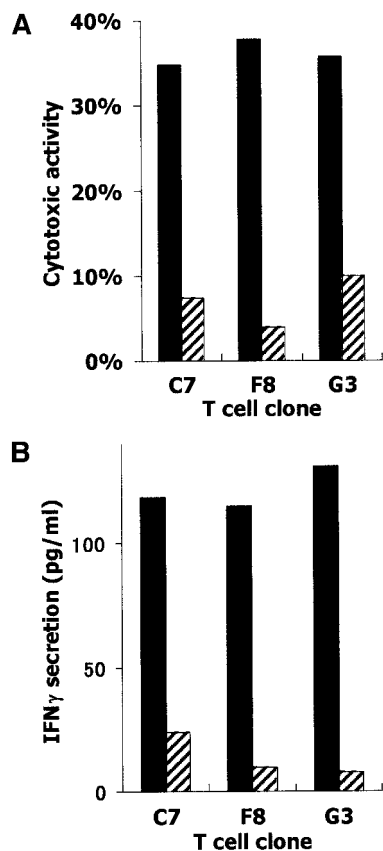 A
40%
30%
20%
10%
0%
Cytotoxic activity
C7 F8 G3
T cell clone
B
100
50
0
IFNγ secretion (pg/ml)
C7 F8 G3
T cell clone